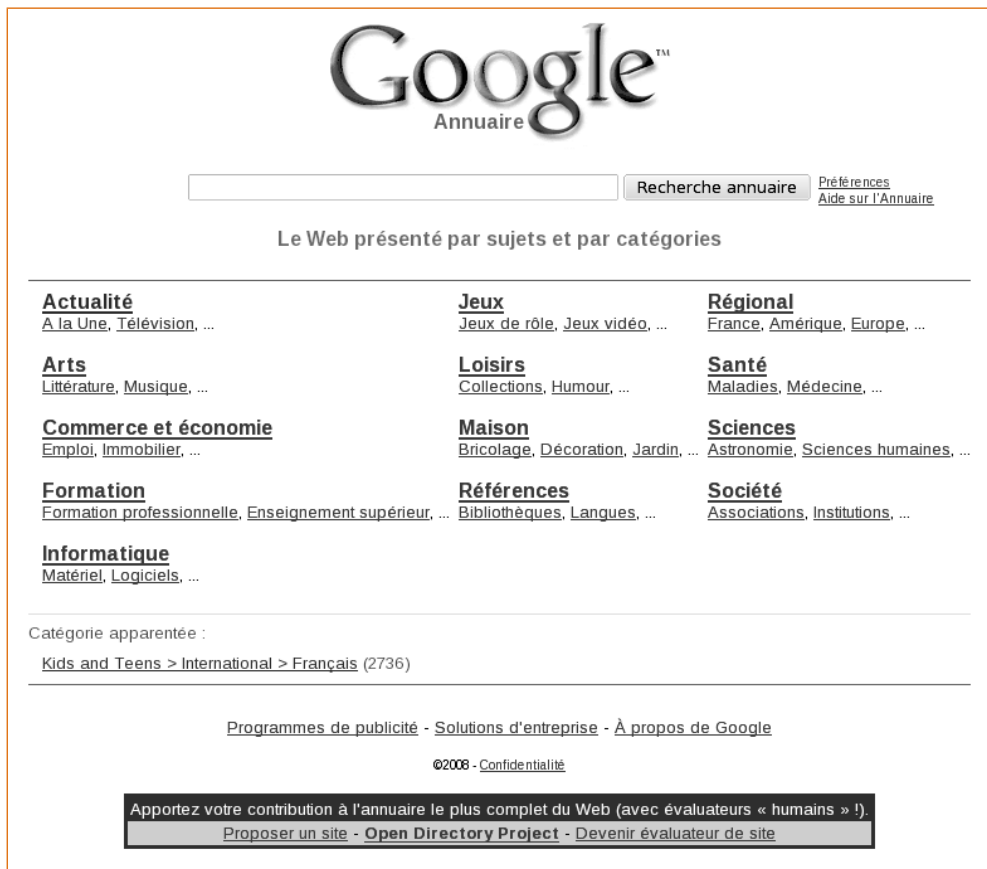 Google™
Annuaire
Recherche annuaire
Préférences
Aide sur l'Annuaire
Le Web présenté par sujets et par catégories
Actualité
A la Une, Télévision, ...
Arts
Littérature, Musique, ...
Commerce et économie
Emploi, Immobilier, ...
Formation
Formation professionnelle, Enseignement supérieur, ...
Informatique
Matériel, Logiciels, ...
Jeux
Jeux de rôle, Jeux vidéo, ...
Loisirs
Collections, Humour, ...
Maison
Bricolage, Décoration, Jardin, ...
Références
Bibliothèques, Langues, ...
Régional
France, Amérique, Europe, ...
Santé
Maladies, Médecine, ...
Sciences
Astronomie, Sciences humaines, ...
Société
Associations, Institutions, ...
Catégorie apparentée :
Kids and Teens > International > Français (2736)
Programmes de publicité - Solutions d'entreprise - À propos de Google
©2008 - Confidentialité
Apportez votre contribution à l'annuaire le plus complet du Web (avec évaluateurs « humains » !).
Proposer un site - Open Directory Project - Devenir évaluateur de site